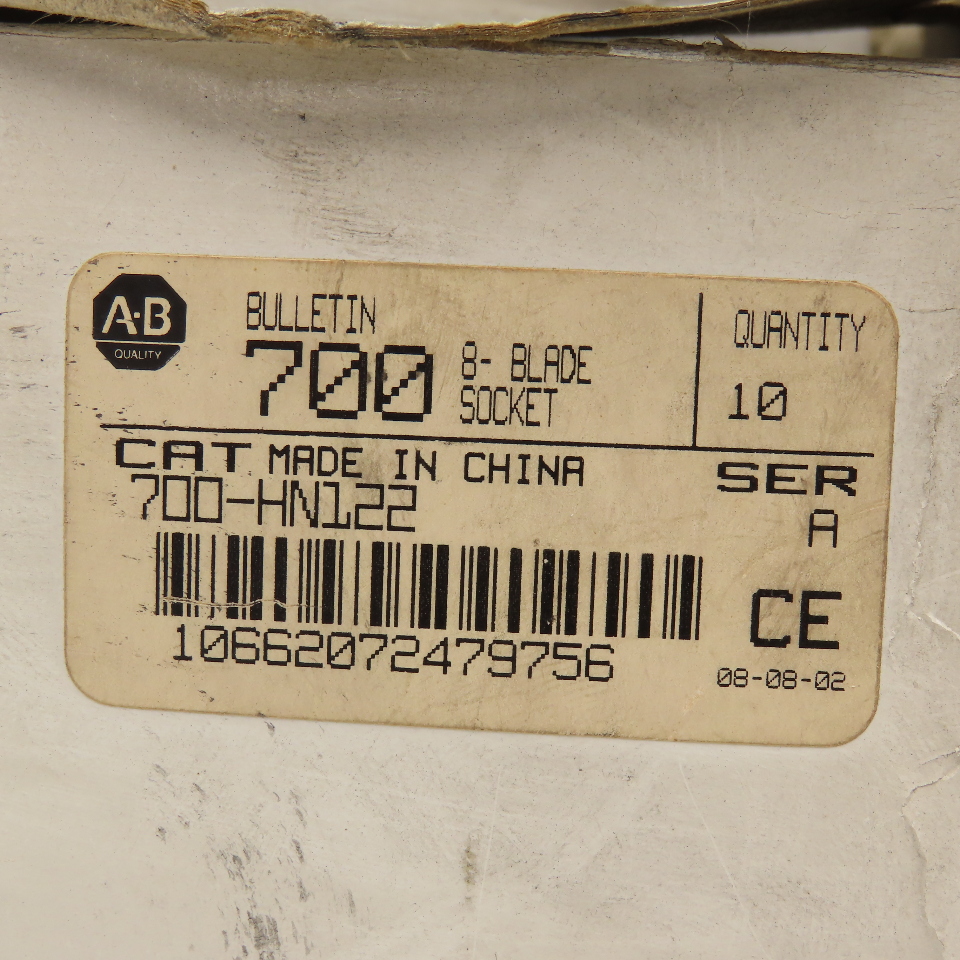 A·B
QUALITY
BULLETIN
700
8- BLADE
SOCKET
QUANTITY
10
CAT MADE IN CHINA
700-HN122
SER
A
10662072479756
CE
08-08-02